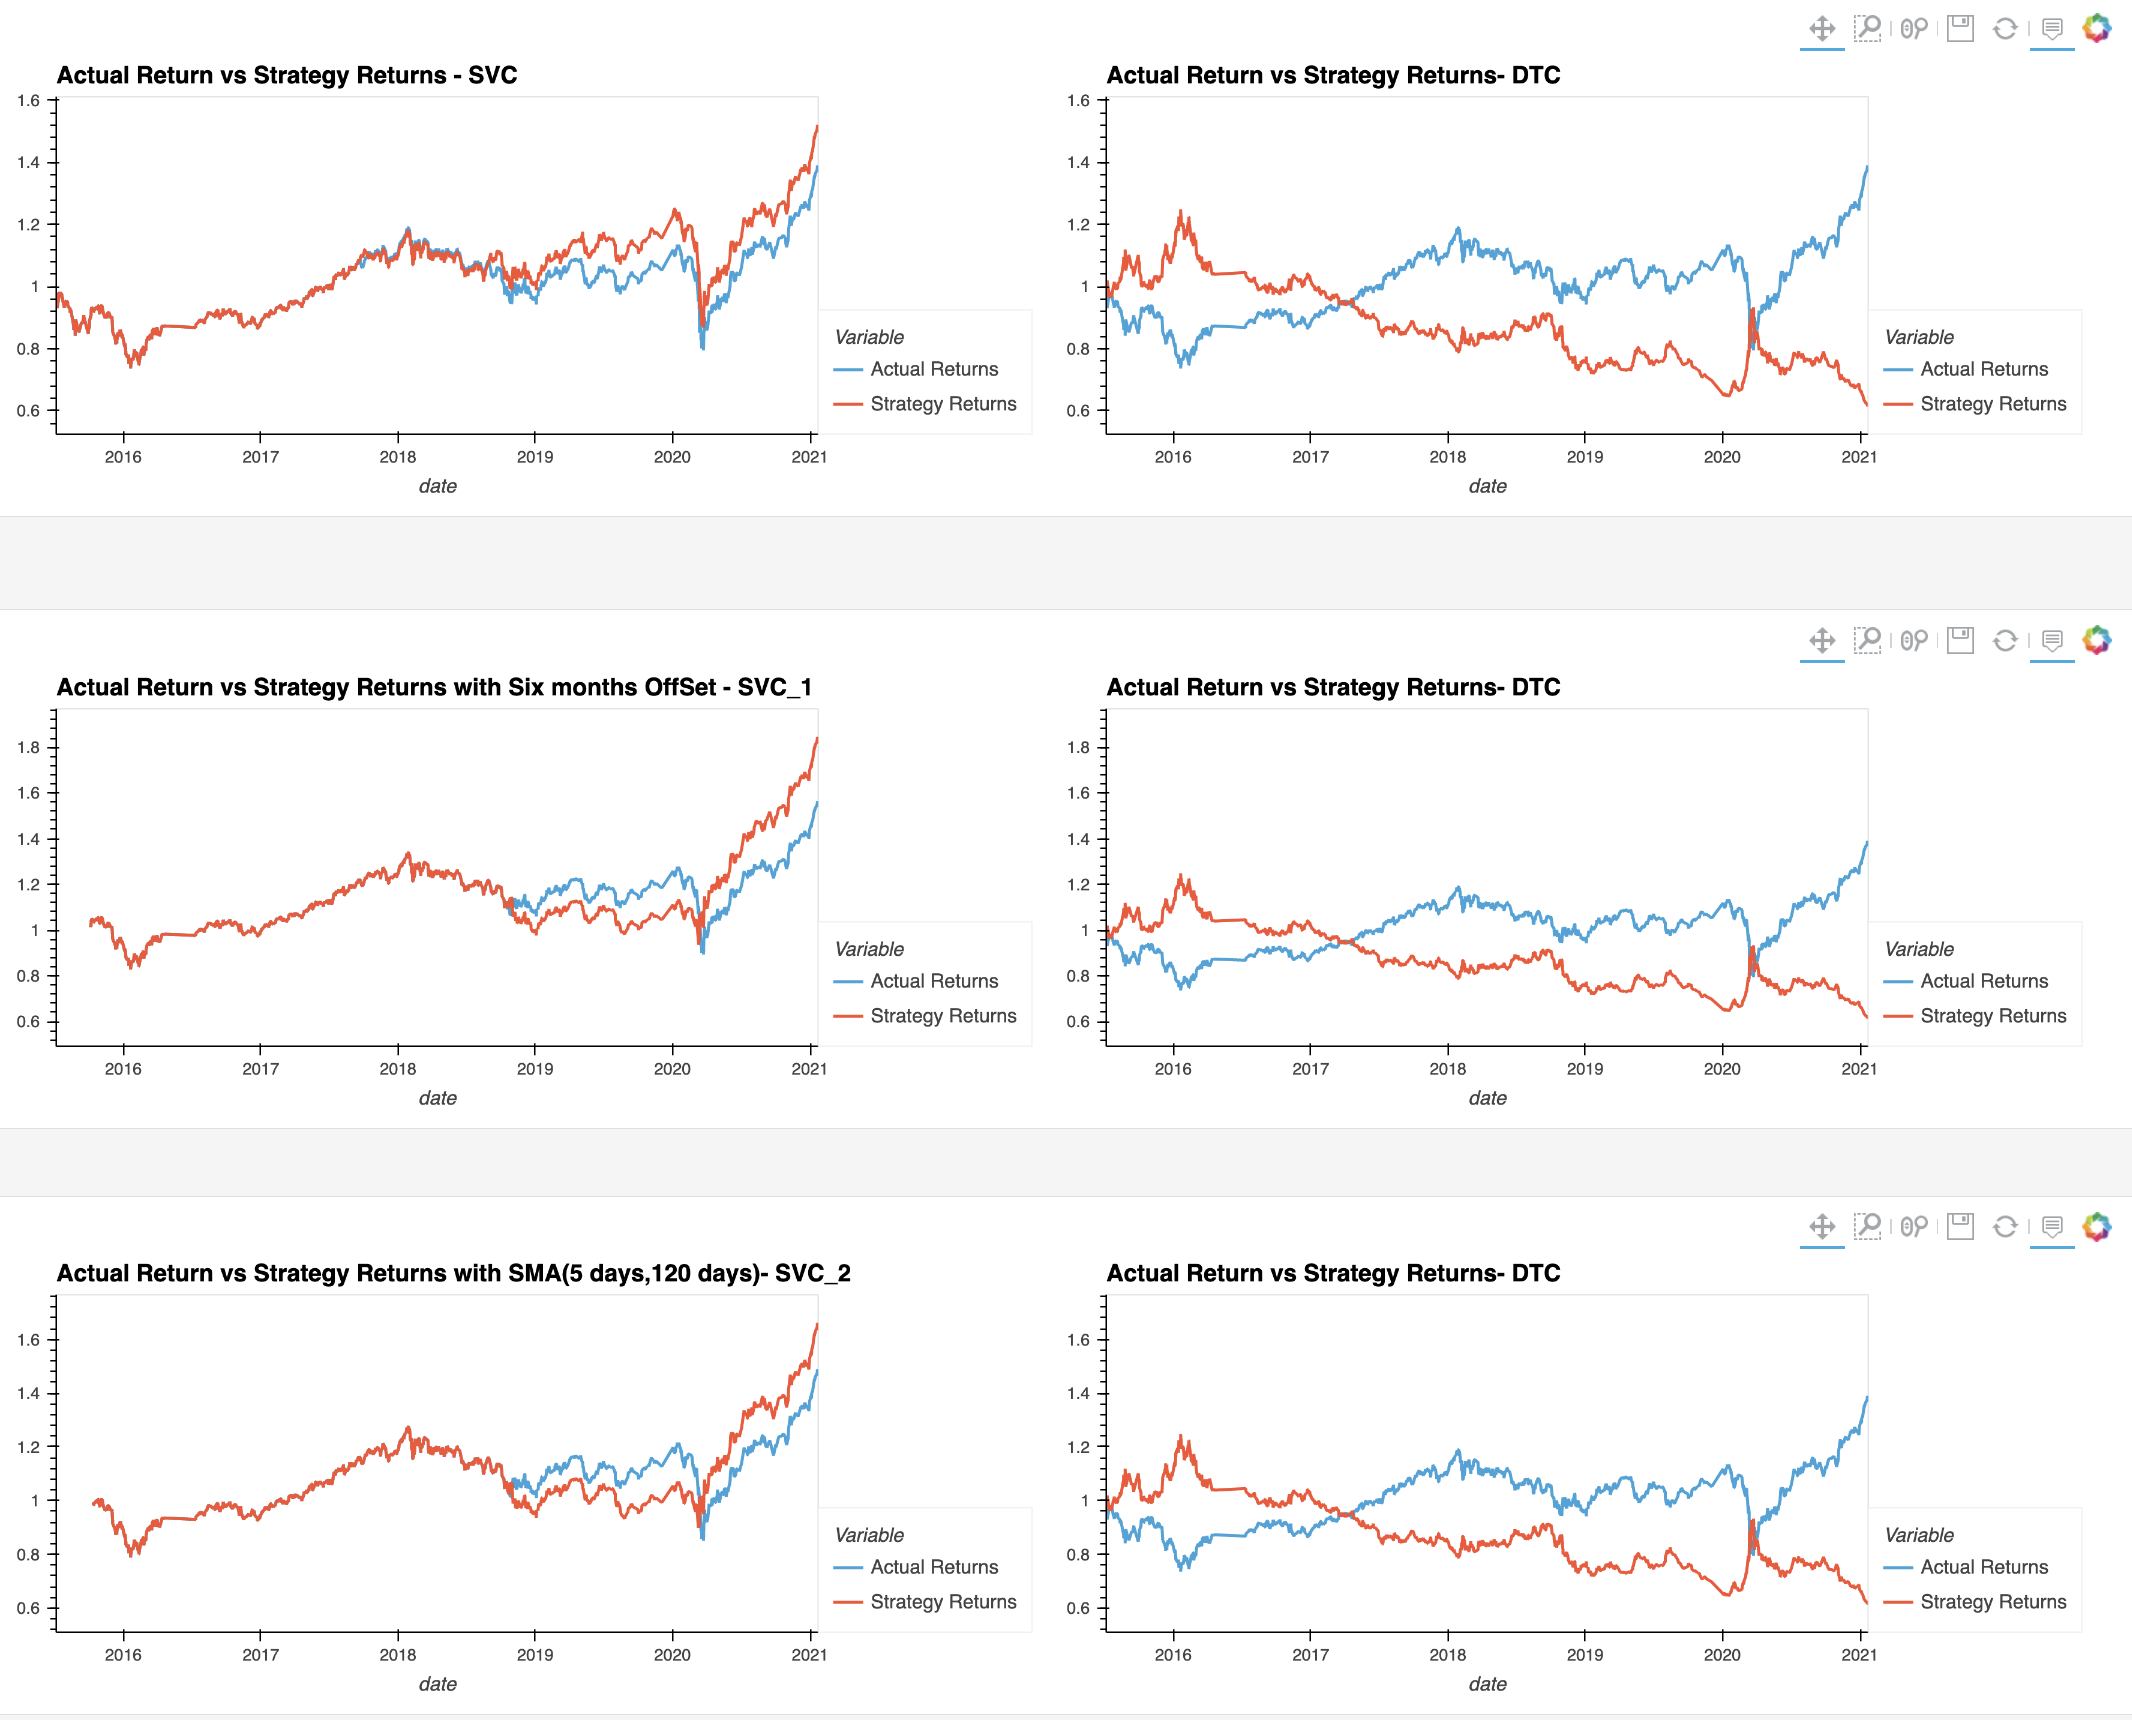 Actual Return vs Strategy Returns - SVC
1.6
1.4
1.2
1
0.8
0.6
2016 2017 2018 2019 2020 2021
date
Variable
Actual Returns
Strategy Returns
Actual Return vs Strategy Returns- DTC
1.6
1.4
1.2
1
0.8
0.6
2016 2017 2018 2019 2020 2021
date
Variable
Actual Returns
Strategy Returns
Actual Return vs Strategy Returns with Six months OffSet - SVC_1
1.8
1.6
1.4
1.2
1
0.8
0.6
2016 2017 2018 2019 2020 2021
date
Variable
Actual Returns
Strategy Returns
Actual Return vs Strategy Returns- DTC
1.8
1.6
1.4
1.2
1
0.8
0.6
2016 2017 2018 2019 2020 2021
date
Variable
Actual Returns
Strategy Returns
Actual Return vs Strategy Returns with SMA(5 days,120 days)- SVC_2
1.6
1.4
1.2
1
0.8
0.6
2016 2017 2018 2019 2020 2021
date
Variable
Actual Returns
Strategy Returns
Actual Return vs Strategy Returns- DTC
1.6
1.4
1.2
1
0.8
0.6
2016 2017 2018 2019 2020 2021
date
Variable
Actual Returns
Strategy Returns